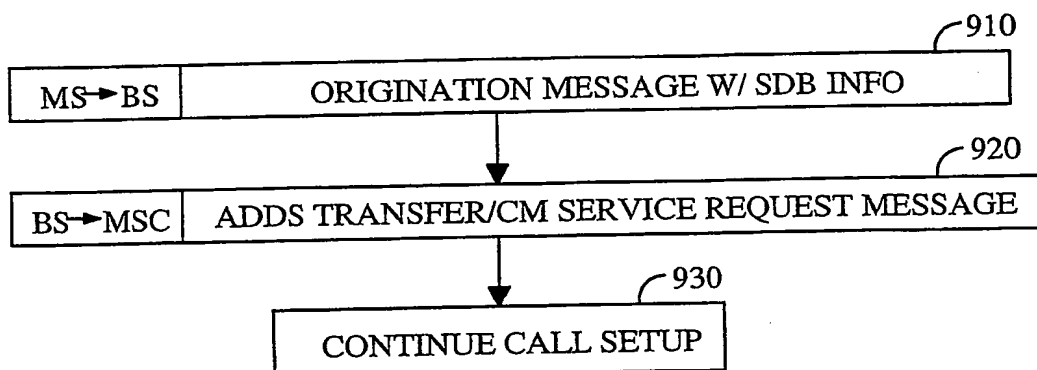 910
MS→BS ORIGINATION MESSAGE W/ SDB INFO
920
BS→MSC ADDS TRANSFER/CM SERVICE REQUEST MESSAGE
930
CONTINUE CALL SETUP